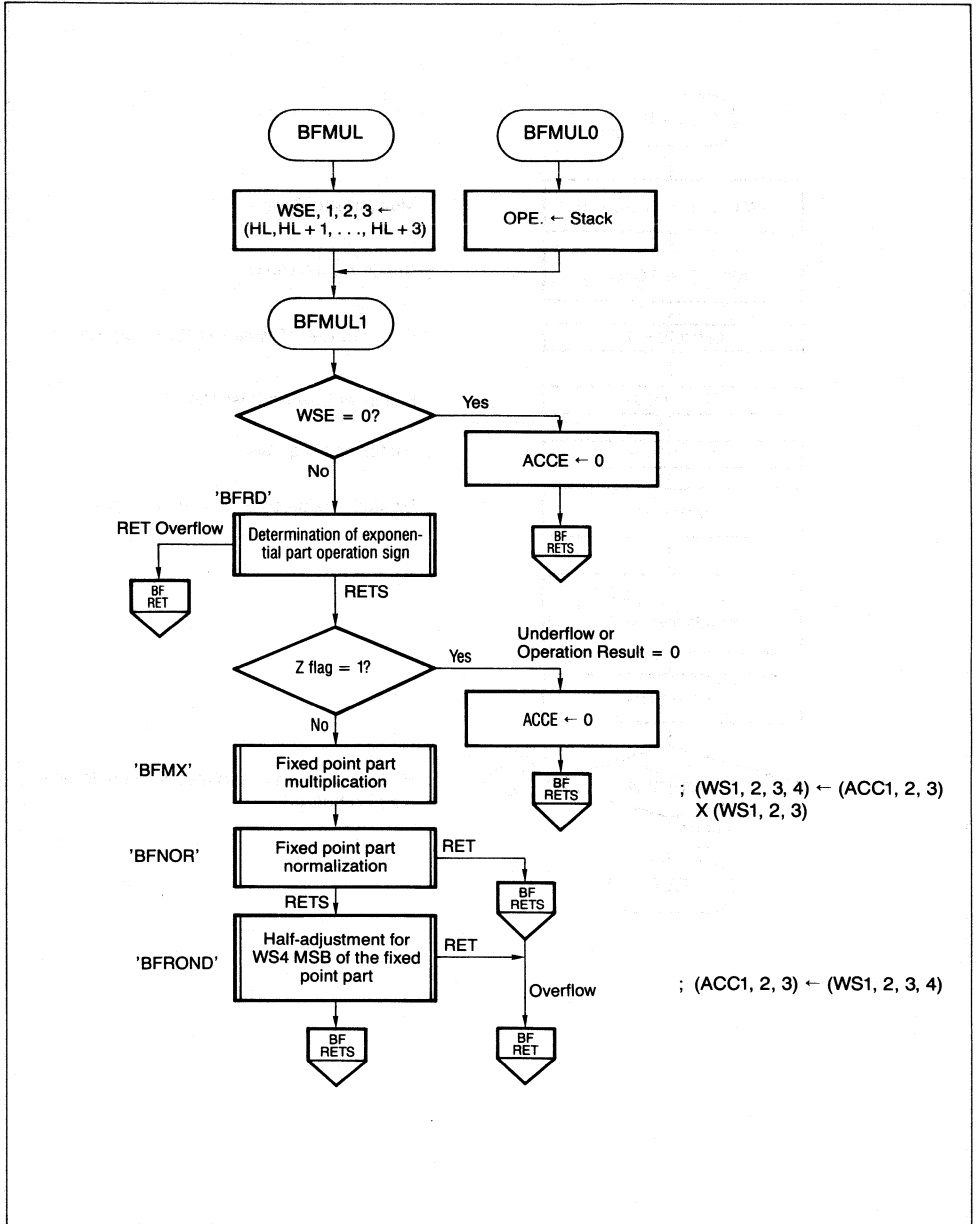 BFMUL
BFMUL0
WSE, 1, 2, 3 ←
(HL,HL + 1, . . ., HL + 3)
OPE. ← Stack
BFMUL1
WSE = 0?
Yes
ACCE ← 0
No
BF
RETS
'BFRD'
RET Overflow
Determination of exponen-
tial part operation sign
BF
RET
RETS
Z flag = 1?
Yes
Underflow or
Operation Result = 0
ACCE ← 0
No
BF
RETS
'BFMX'
Fixed point part
multiplication
; (WS1, 2, 3, 4) ← (ACC1, 2, 3)
X (WS1, 2, 3)
'BFNOR'
Fixed point part
normalization
RET
BF
RETS
RETS
'BFROND'
Half-adjustment for
WS4 MSB of the fixed
point part
RET
Overflow
; (ACC1, 2, 3) ← (WS1, 2, 3, 4)
BF
RETS
BF
RET